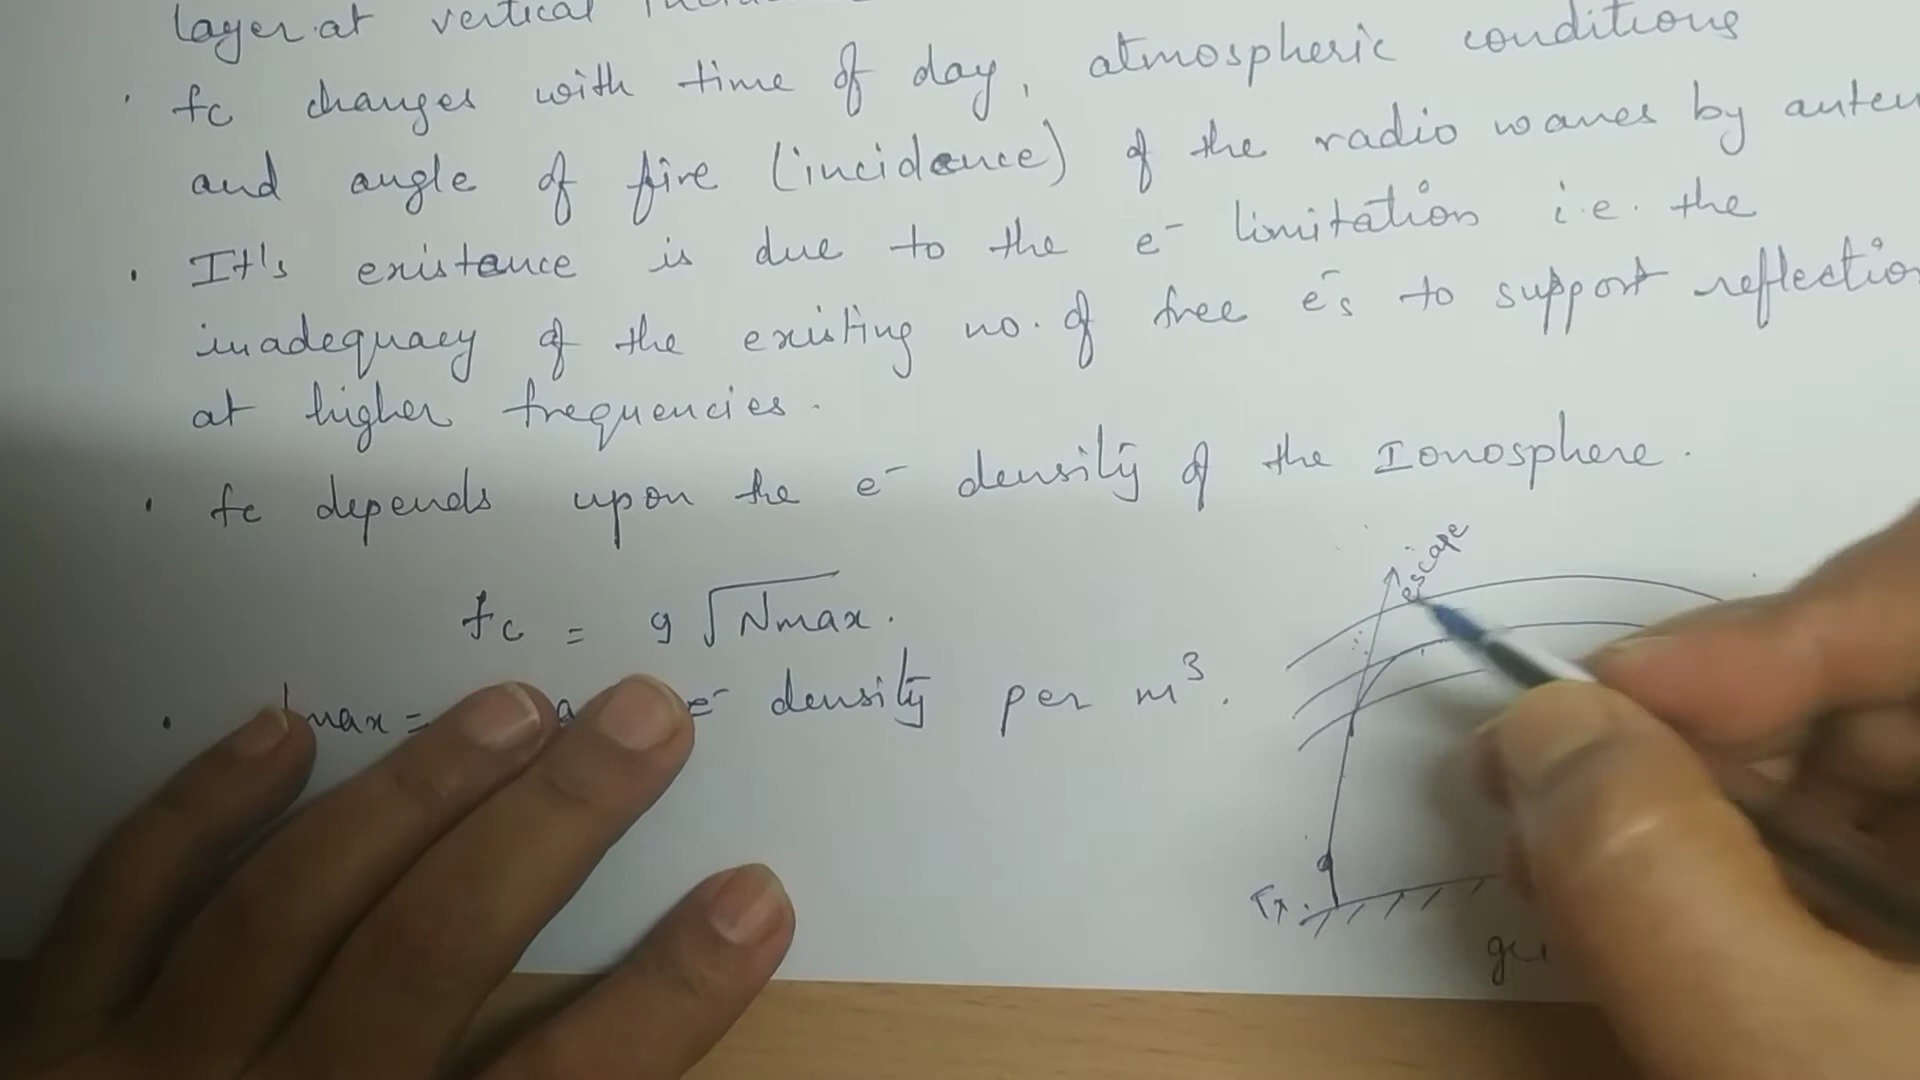 layer at vertical
• fc changes with time of day, atmospheric conditions
and angle of fire (incidence) of the radio waves by
• It's existence is due to the e⁻ limitation i.e. the
inadequacy of the existing no. of free e⁻s to support reflection
at higher frequencies.
• fc depends upon the e⁻ density of the Ionosphere.
fc = 9 √Nmax.
escape
• max = e⁻ density per m³.
Tx.